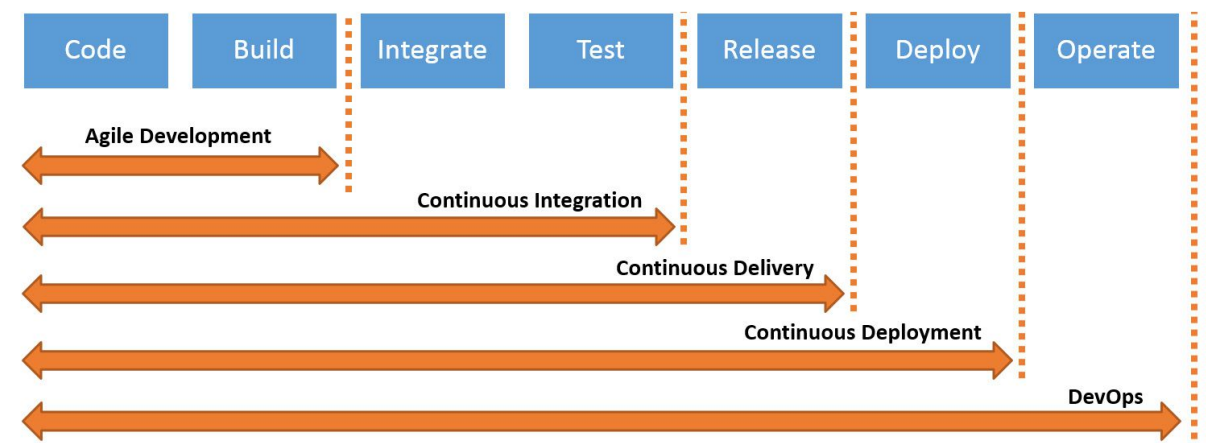 Code Build Integrate Test Release Deploy Operate
Agile Development
Continuous Integration
Continuous Delivery
Continuous Deployment
DevOps